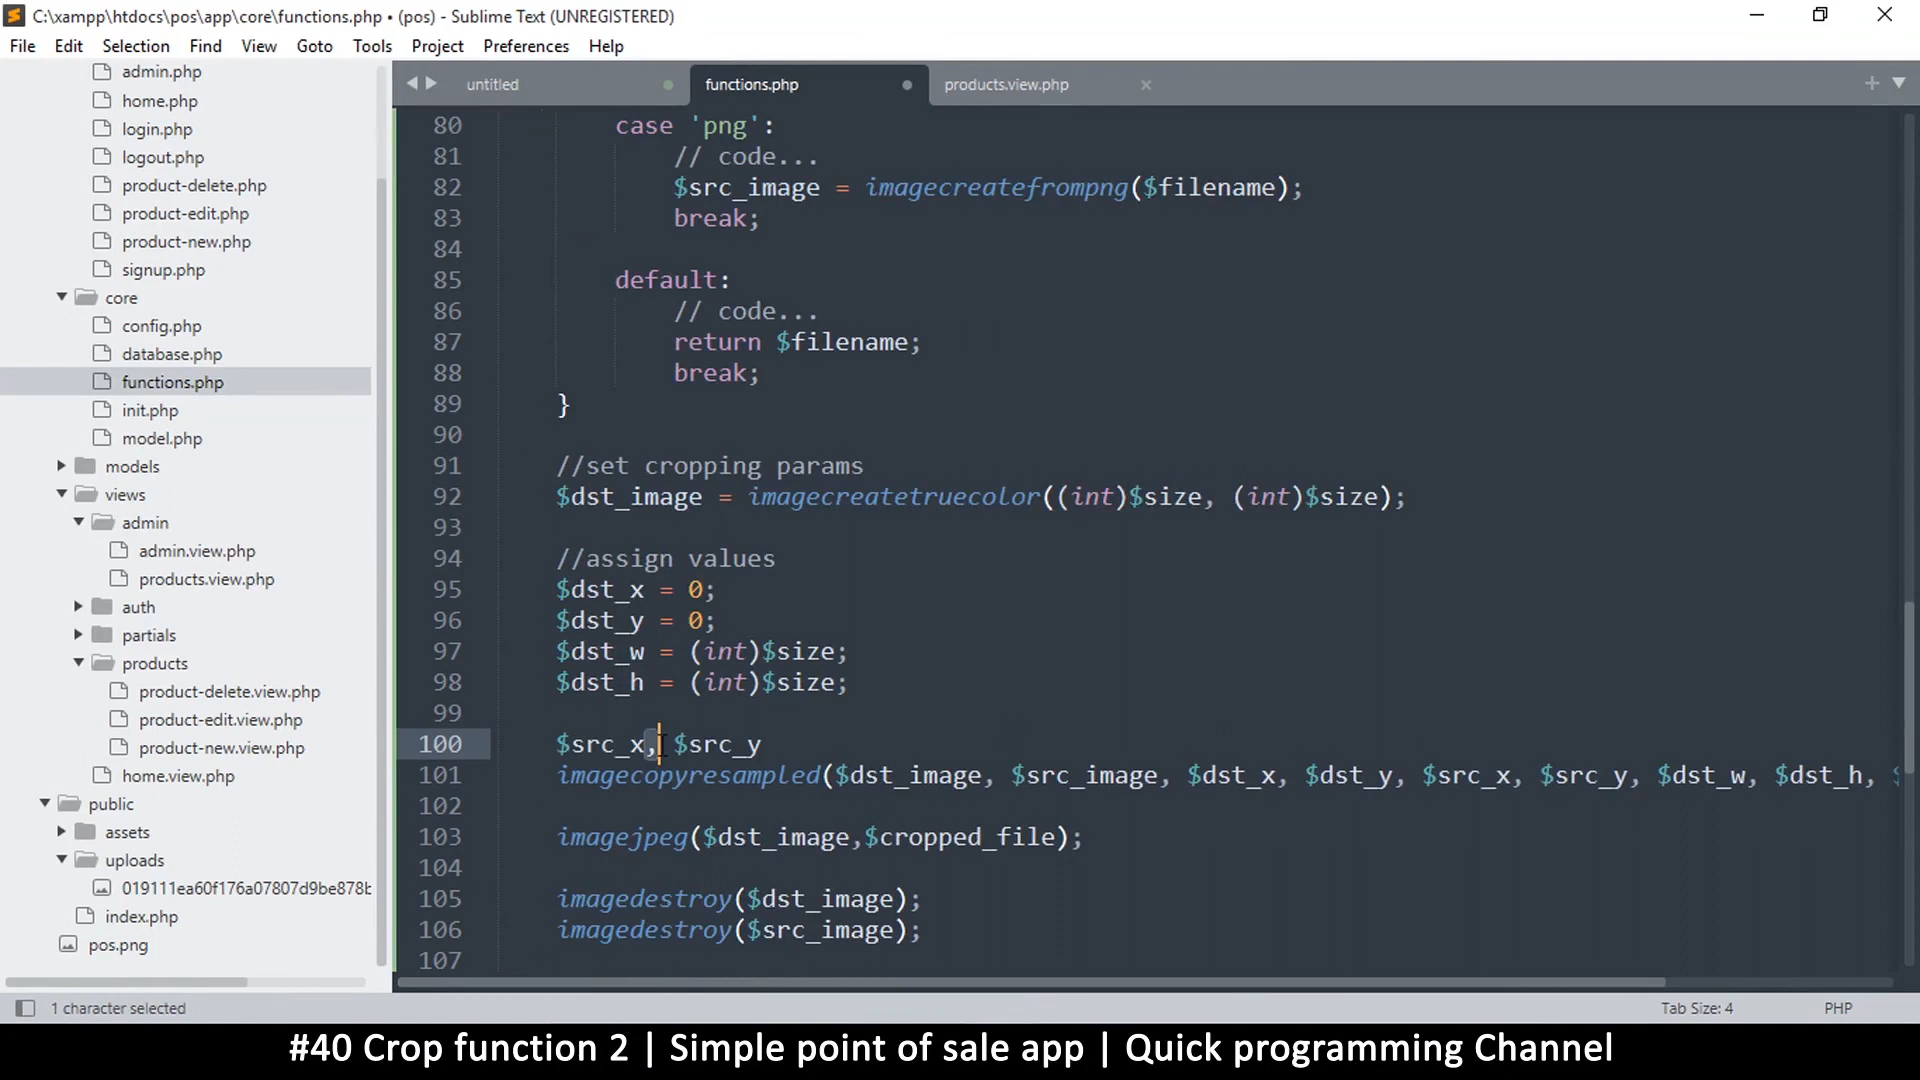 C:\xampp\htdocs\pos\app\core\functions.php • (pos) - Sublime Text (UNREGISTERED)
File Edit Selection Find View Goto Tools Project Preferences Help
admin.php
home.php
login.php
logout.php
product-delete.php
product-edit.php
product-new.php
signup.php
core
config.php
database.php
functions.php
init.php
model.php
models
views
admin
admin.view.php
products.view.php
auth
partials
products
product-delete.view.php
product-edit.view.php
product-new.view.php
home.view.php
public
assets
uploads
019111ea60f176a07807d9be878b
index.php
pos.png
untitled functions.php products.view.php
80 case 'png':
81 // code...
82 $src_image = imagecreatefrompng($filename);
83 break;
84
85 default:
86 // code...
87 return $filename;
88 break;
89 }
90
91 //set cropping params
92 $dst_image = imagecreatetruecolor((int)$size, (int)$size);
93
94 //assign values
95 $dst_x = 0;
96 $dst_y = 0;
97 $dst_w = (int)$size;
98 $dst_h = (int)$size;
99
100 $src_x, $src_y
101 imagecopyresampled($dst_image, $src_image, $dst_x, $dst_y, $src_x, $src_y, $dst_w, $dst_h, $
102
103 imagejpeg($dst_image,$cropped_file);
104
105 imagedestroy($dst_image);
106 imagedestroy($src_image);
107
1 character selected Tab Size: 4 PHP
#40 Crop function 2 | Simple point of sale app | Quick programming Channel